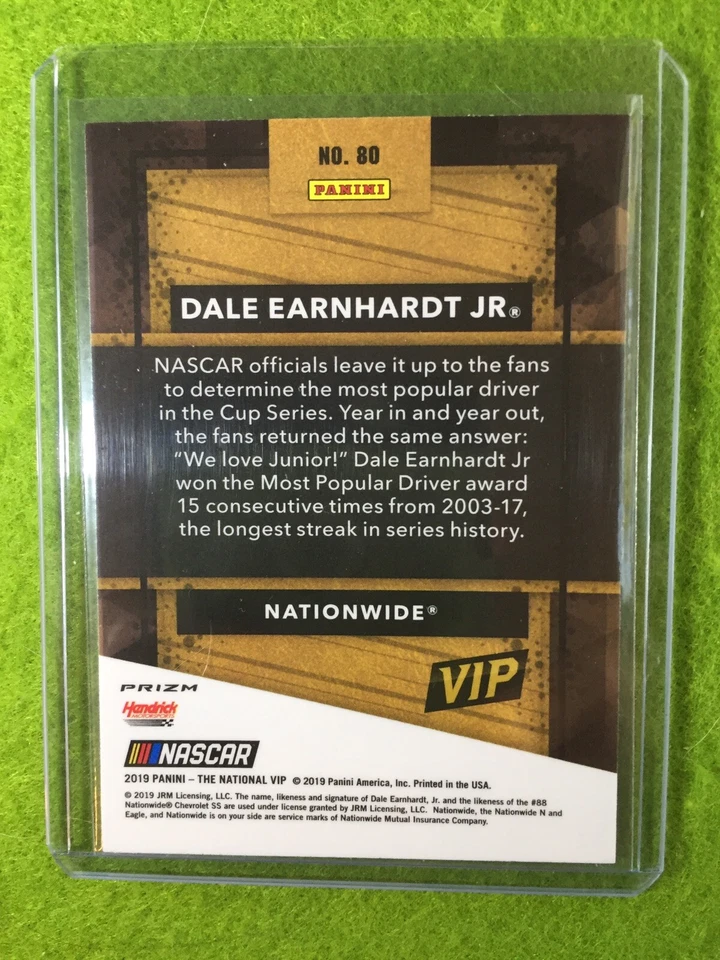 NO. 80
PANINI
DALE EARNHARDT JR®
NASCAR officials leave it up to the fans
to determine the most popular driver
in the Cup Series. Year in and year out,
the fans returned the same answer:
“We love Junior!” Dale Earnhardt Jr
won the Most Popular Driver award
15 consecutive times from 2003-17,
the longest streak in series history.
NATIONWIDE®
VIP
PRIZM
Hendrick
MOTORSPORTS
NASCAR
2019 PANINI – THE NATIONAL VIP © 2019 Panini America, Inc. Printed in the USA.
© 2019 JRM Licensing, LLC. The name, likeness and signature of Dale Earnhardt, Jr. and the likeness of the #88
Nationwide® Chevrolet SS are used under license granted by JRM Licensing, LLC. Nationwide, the Nationwide N and
Eagle, and Nationwide is on your side are service marks of Nationwide Mutual Insurance Company.